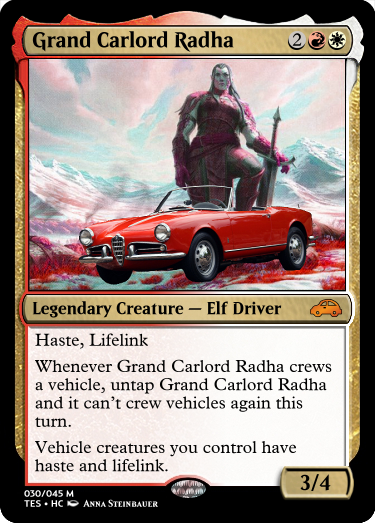 Grand Carlord Radha 2
Legendary Creature — Elf Driver
Haste, Lifelink
Whenever Grand Carlord Radha crews
a vehicle, untap Grand Carlord Radha
and it can't crew vehicles again this
turn.
Vehicle creatures you control have
haste and lifelink.
3/4
030/045 M
TES • HC Anna Steinbauer